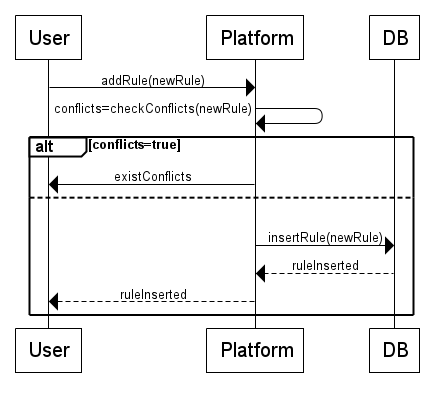 User Platform DB
addRule(newRule)
conflicts=checkConflicts(newRule)
alt [conflicts=true]
existConflicts
insertRule(newRule)
ruleInserted
ruleInserted
User Platform DB